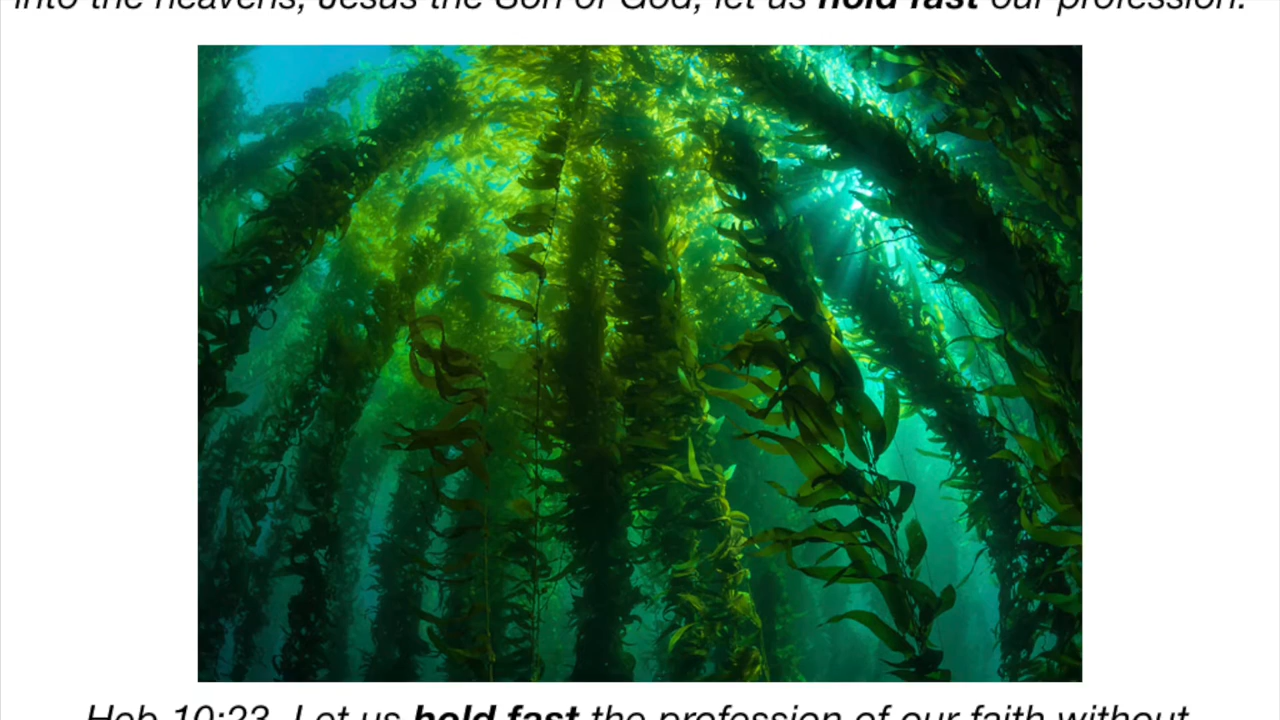 into the heavens, Jesus the Son of God, let us hold fast our profession.
Heb 10:23 Let us hold fast the profession of our faith without